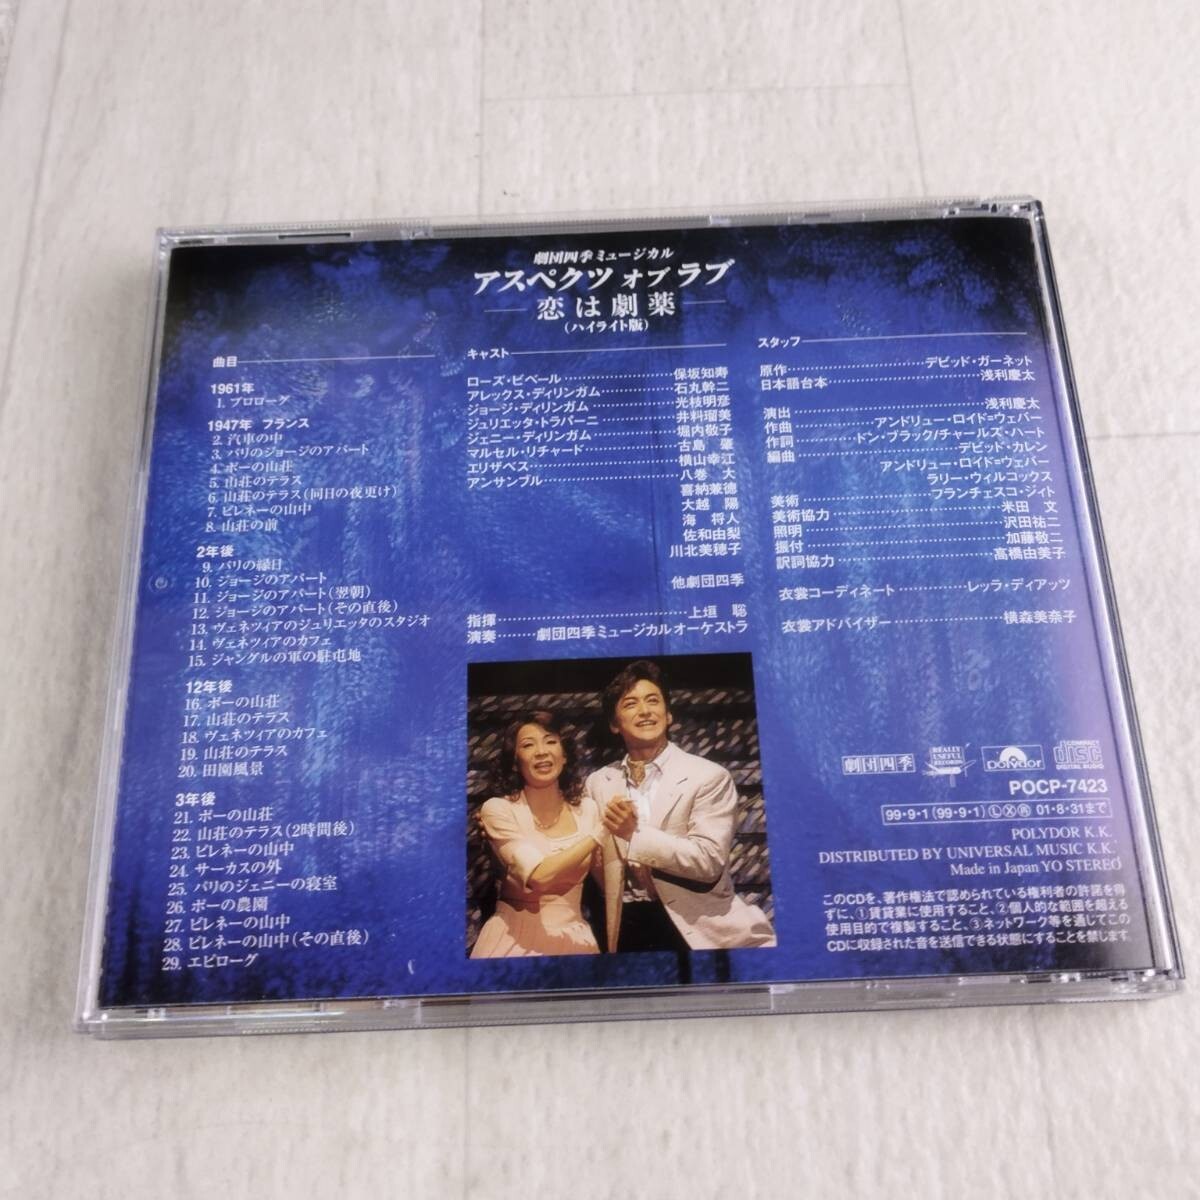 劇団四季ミュージカル
アスペクツ オブ ラブ
恋は劇薬
(ハイライト版)
曲目
1961年
1. プロローグ
1947年 フランス
2. 汽車の中
3. パリのジョージのアパート
4. ポーの山荘
5. 山荘のテラス
6. 山荘のテラス(同日の夜更け)
7. ピレネーの山中
8. 山荘の前
2年後
9. パリの縁日
10. ジョージのアパート
11. ジョージのアパート(翌朝)
12. ジョージのアパート(その直後)
13. ヴェネツィアのジュリエッタのスタジオ
14. ヴェネツィアのカフェ
15. ジャングルの軍の駐屯地
12年後
16. ポーの山荘
17. 山荘のテラス
18. ヴェネツィアのカフェ
19. 山荘のテラス
20. 田園風景
3年後
21. ポーの山荘
22. 山荘のテラス(2時間後)
23. ピレネーの山中
24. サーカスの外
25. パリのジェニーの寝室
26. ポーの農園
27. ピレネーの山中
28. ピレネーの山中(その直後)
29. エピローグ
キャスト
ローズ・ビベール 保坂知寿
アレックス・ディリンガム 石丸幹二
ジョージ・ディリンガム 光枝明彦
ジュリエッタ・トラパーニ 井料瑠美
ジェニー・ディリンガム 堀内敬子
マルセル・リチャード 古島 肇
エリザベス 横山幸江
アンサンブル 八巻 大
喜納兼徳
大越 陽
海 将人
佐和由梨
川北美穂子
他劇団四季
指揮 上垣 聡
演奏 劇団四季ミュージカルオーケストラ
スタッフ
原作 デビッド・ガーネット
日本語台本 浅利慶太
演出 浅利慶太
作曲 アンドリュー・ロイド=ウェバー
作詞 ドン・ブラック/チャールズ・ハート
編曲 デビッド・カレン
アンドリュー・ロイド=ウェバー
ラリー・ウィルコックス
美術 フランチェスコ・ジィト
美術協力 米田 文
照明 沢田祐二
振付 加藤敬二
訳詞協力 高橋由美子
衣裳コーディネート レッラ・ディアッツ
衣裳アドバイザー 横森美奈子
劇団四季
REALLY USEFUL RECORDS
polydor
COMPACT disc DIGITAL AUDIO
POCP-7423
99・9・1(99・9・1)Ⓛ Ⓧ Ⓡ 01・8・31まで
POLYDOR K.K.
DISTRIBUTED BY UNIVERSAL MUSIC K.K.
Made in Japan YO STEREO
このCDを、著作権法で認められている権利者の許諾を得
ずに、①賃貸業に使用すること、②個人的な範囲を超える
使用目的で複製すること、③ネットワーク等を通じてこの
CDに収録された音を送信できる状態にすることを禁じます。